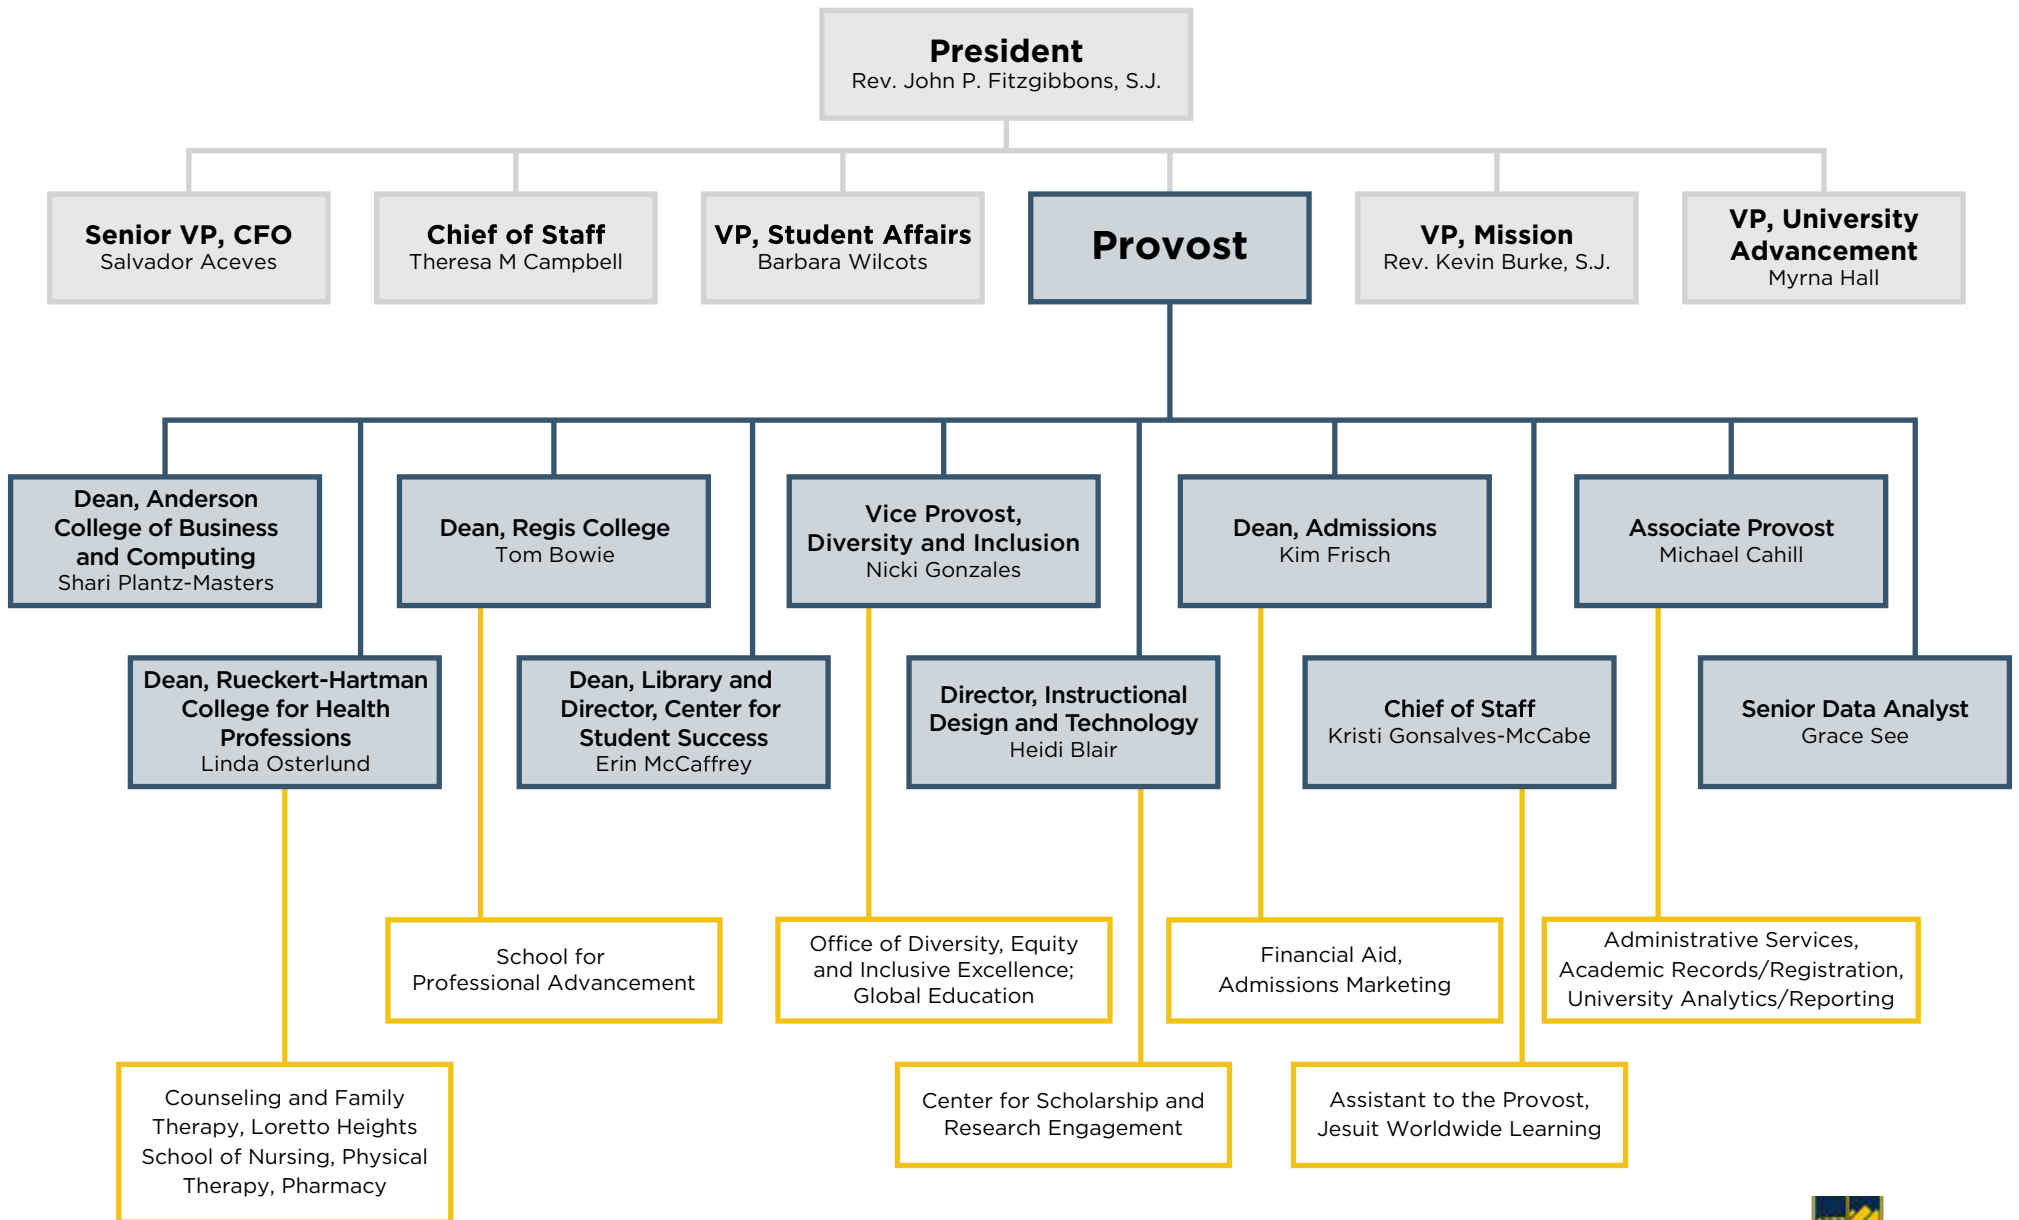 President
Rev. John P. Fitzgibbons, S.J.
Senior VP, CFO
Salvador Aceves
Chief of Staff
Theresa M Campbell
VP, Student Affairs
Barbara Wilcots
Provost
VP, Mission
Rev. Kevin Burke, S.J.
VP, University
Advancement
Myrna Hall
Dean, Anderson
College of Business
and Computing
Shari Plantz-Masters
Dean, Regis College
Tom Bowie
Vice Provost,
Diversity and Inclusion
Nicki Gonzales
Dean, Admissions
Kim Frisch
Associate Provost
Michael Cahill
Dean, Rueckert-Hartman
College for Health
Professions
Linda Osterlund
Dean, Library and
Director, Center for
Student Success
Erin McCaffrey
Director, Instructional
Design and Technology
Heidi Blair
Chief of Staff
Kristi Gonsalves-McCabe
Senior Data Analyst
Grace See
School for
Professional Advancement
Office of Diversity, Equity
and Inclusive Excellence;
Global Education
Financial Aid,
Admissions Marketing
Administrative Services,
Academic Records/Registration,
University Analytics/Reporting
Counseling and Family
Therapy, Loretto Heights
School of Nursing, Physical
Therapy, Pharmacy
Center for Scholarship and
Research Engagement
Assistant to the Provost,
Jesuit Worldwide Learning